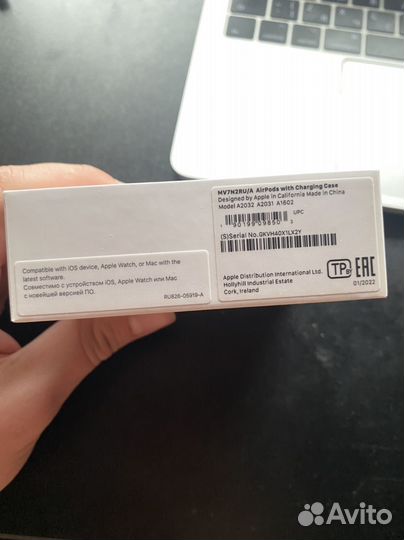 MV7N2RU/A AirPods with Charging Case
Designed by Apple in California Made in China
Model A2032 A2031 A1602
UPC
190199098503
(S)Serial No.GKVH40X1LX2Y
Apple Distribution International Ltd.
Hollyhill Industrial Estate
Cork, Ireland
TP
EAC
01/2022
Compatible with iOS device, Apple Watch, or Mac with the
latest software.
Совместимо с устройством iOS, Apple Watch или Mac
с новейшей версией ПО.
RU826-05919-A
Avito